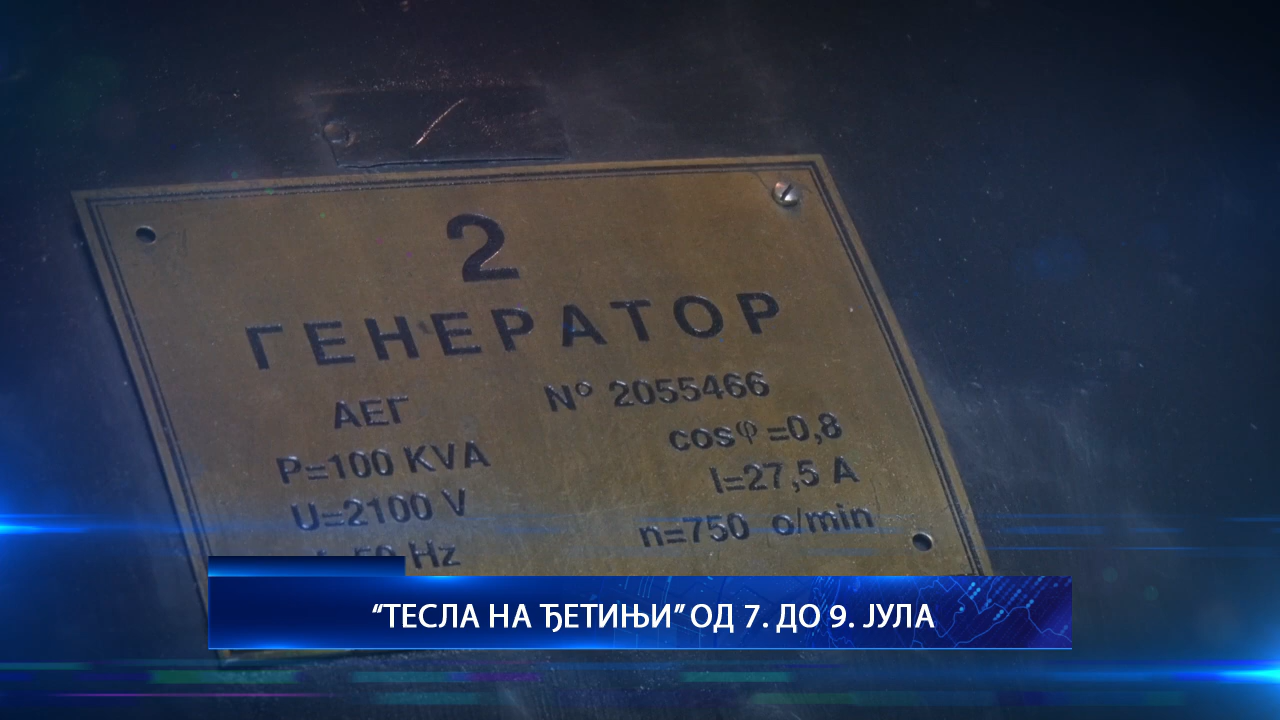 2
ГЕНЕРАТОР
АЕГ Nº 2055466
P=100 KVA cosφ=0,8
U=2100 V I=27,5 A
50 Hz n=750 o/min
“ТЕСЛА НА ЂЕТИЊИ” ОД 7. ДО 9. ЈУЛА